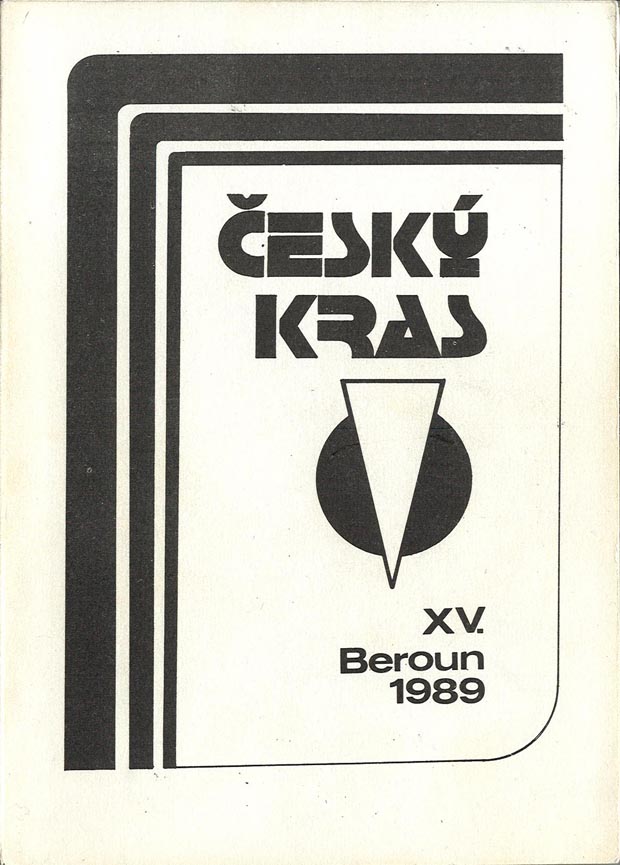 ČESKÝ
KRAS
XV.
Beroun
1989